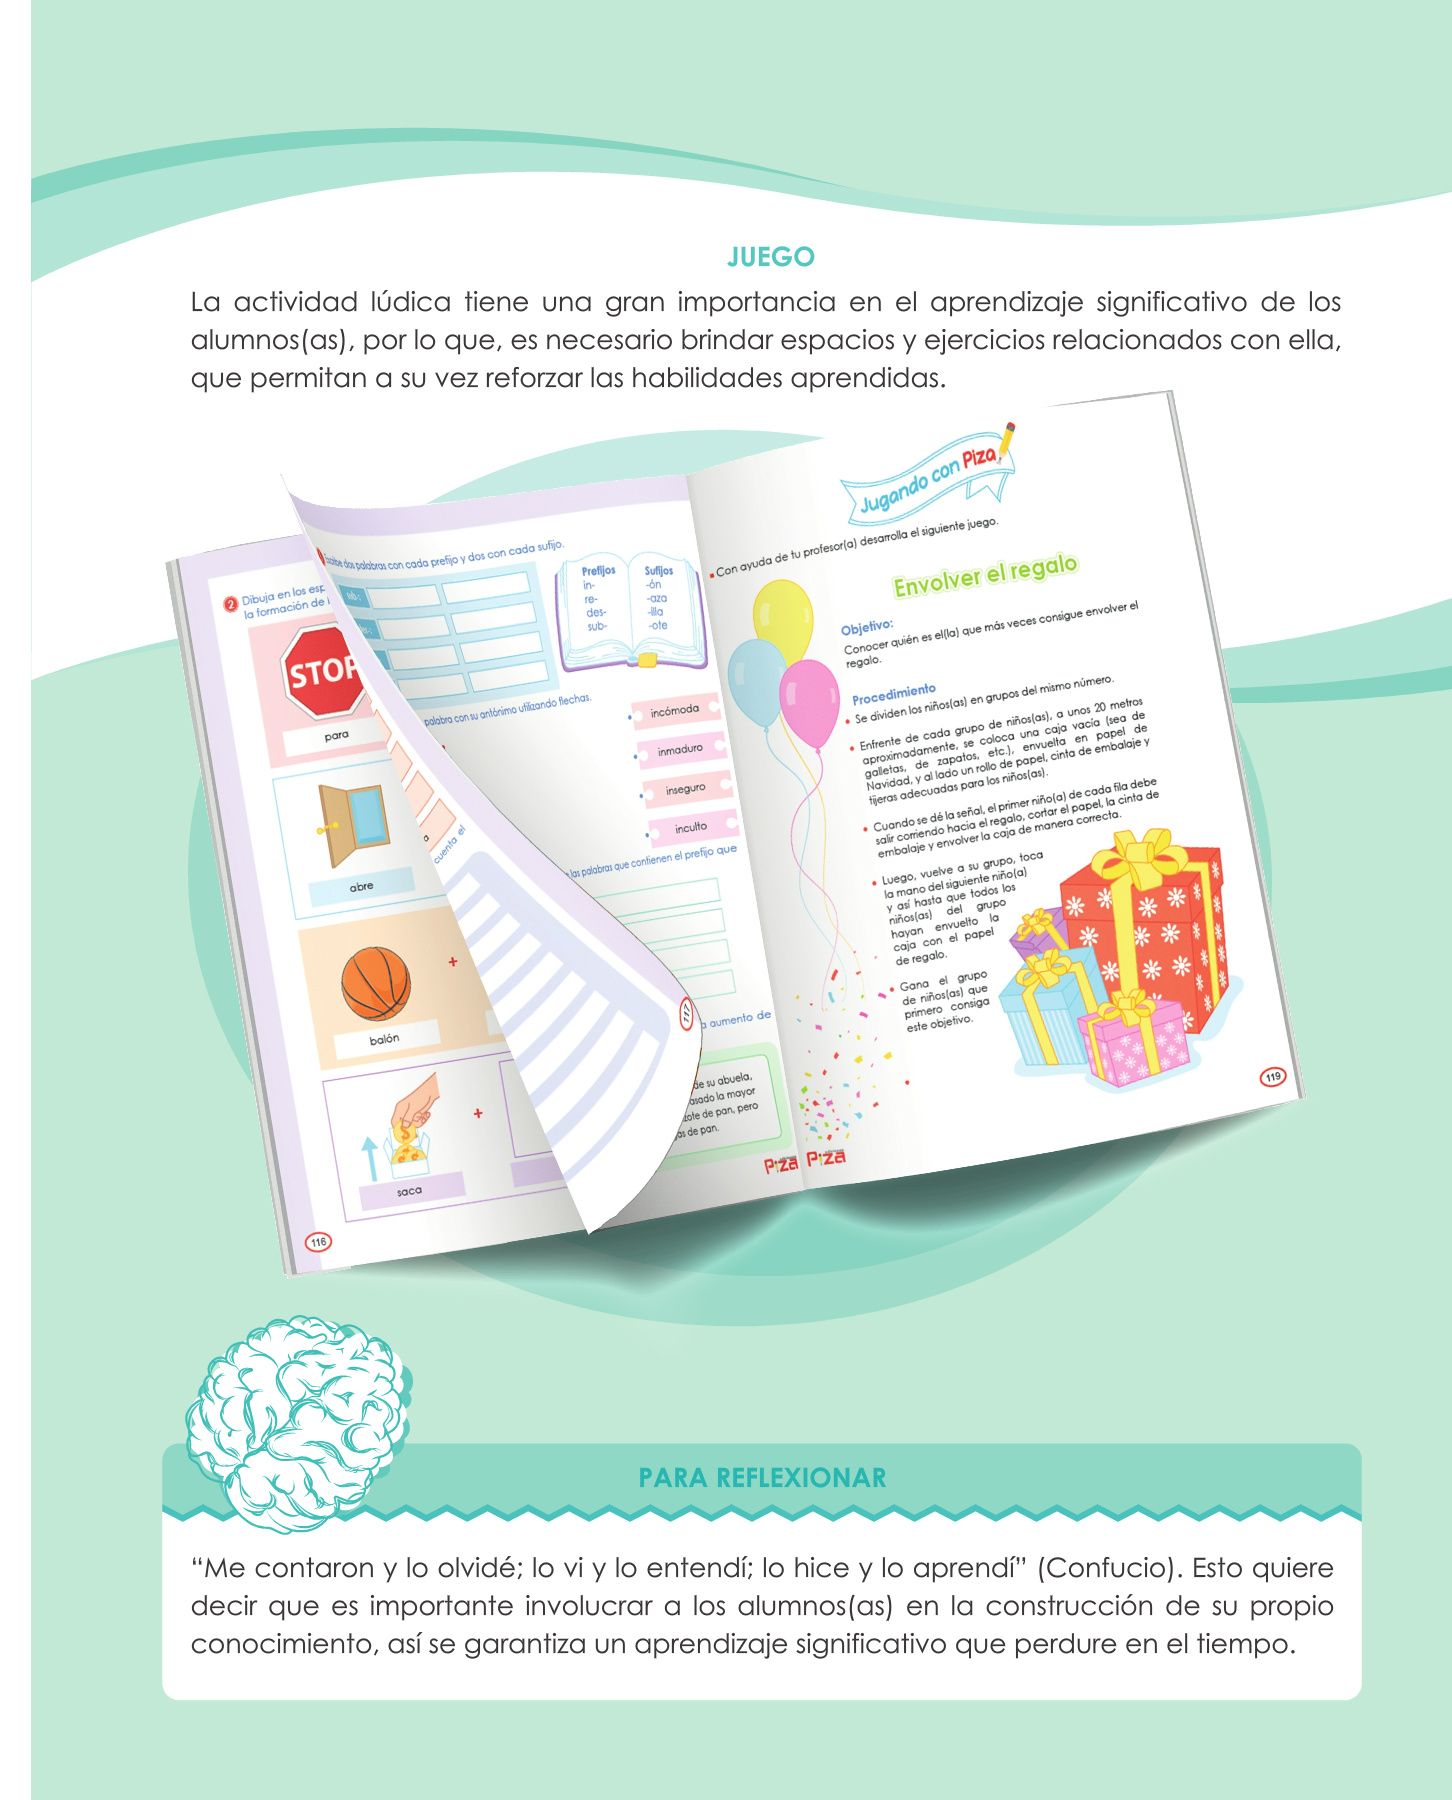 JUEGO
La actividad lúdica tiene una gran importancia en el aprendizaje significativo de los
alumnos(as), por lo que, es necesario brindar espacios y ejercicios relacionados con ella,
que permitan a su vez reforzar las habilidades aprendidas.
2 Dibuja en los
la formación de
STOP
para
abre
balón
+
saca
+
116
dos palabras con cada prefijo y dos con cada sufijo.
sub-:
Prefijos
in-
re-
des-
sub-
Sufijos
-ón
-aza
-illa
-ote
palabra con su antónimo utilizando flechas.
incómoda
inmaduro
inseguro
inculto
cuenta el
las palabras que contienen el prefijo que
117
aumento de
de su abuela,
la mayor
de pan, pero
de pan.
Piza
Piza
Jugando con Piza
Con ayuda de tu profesor(a) desarrolla el siguiente juego.
Envolver el regalo
Objetivo:
Conocer quién es el(la) que más veces consigue envolver el
regalo.
Procedimiento
• Se dividen los niños(as) en grupos del mismo número.
• Enfrente de cada grupo de niños(as), a unos 20 metros
aproximadamente, se coloca una caja vacía (sea de
galletas, de zapatos, etc.), envuelta en papel de
Navidad, y al lado un rollo de papel, cinta de embalaje y
tijeras adecuadas para los niños(as).
• Cuando se dé la señal, el primer niño(a) de cada fila debe
salir corriendo hacia el regalo, cortar el papel, la cinta de
embalaje y envolver la caja de manera correcta.
• Luego, vuelve a su grupo, toca
la mano del siguiente niño(a)
y así hasta que todos los
niños(as) del grupo
hayan envuelto la
caja con el papel
de regalo.
• Gana el grupo
de niños(as) que
primero consiga
este objetivo.
119
PARA REFLEXIONAR
“Me contaron y lo olvidé; lo vi y lo entendí; lo hice y lo aprendí” (Confucio). Esto quiere
decir que es importante involucrar a los alumnos(as) en la construcción de su propio
conocimiento, así se garantiza un aprendizaje significativo que perdure en el tiempo.